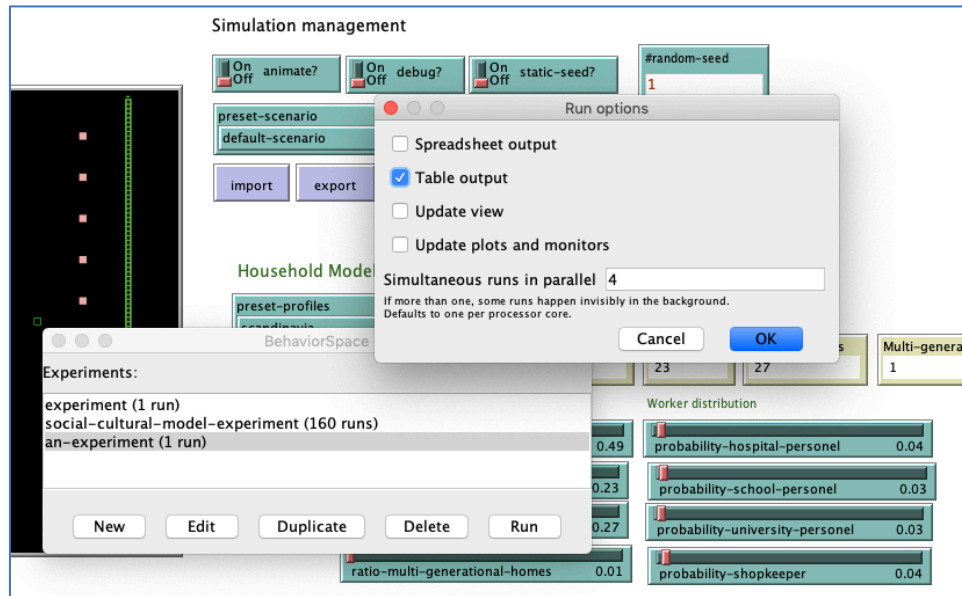 Simulation management
On
Off
animate?
On
Off
debug?
On
Off
static-seed?
#random-seed
1
preset-scenario
default-scenario
import
export
Run options
Spreadsheet output
Table output
Update view
Update plots and monitors
Simultaneous runs in parallel 4
If more than one, some runs happen invisibly in the background.
Defaults to one per processor core.
Cancel
OK
Household Model
preset-profiles
BehaviorSpace
Experiments:
experiment (1 run)
social-cultural-model-experiment (160 runs)
an-experiment (1 run)
New
Edit
Duplicate
Delete
Run
23
27
Multi-genera
1
Worker distribution
0.49
0.23
0.27
ratio-multi-generational-homes 0.01
probability-hospital-personel 0.04
probability-school-personel 0.03
probability-university-personel 0.03
probability-shopkeeper 0.04